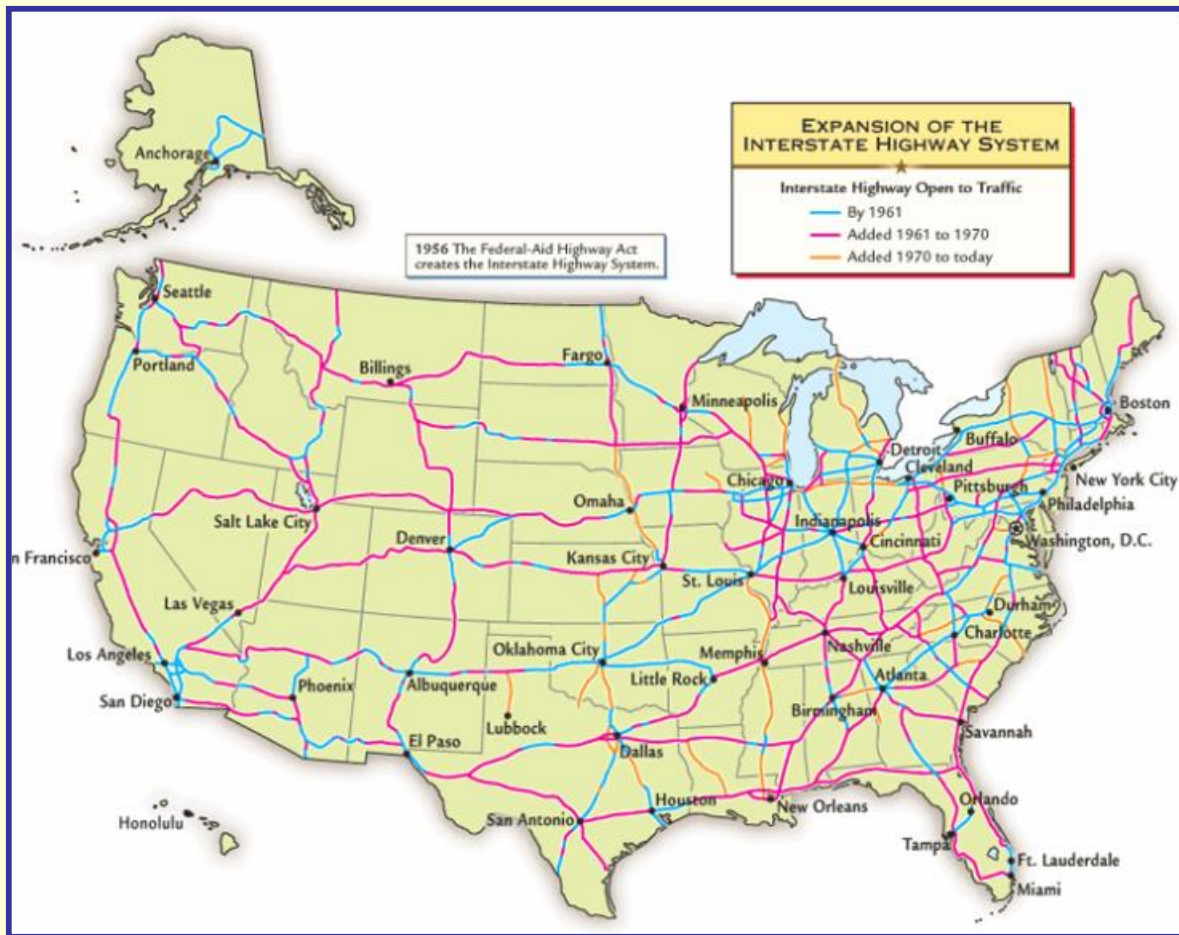 Anchorage
EXPANSION OF THE
INTERSTATE HIGHWAY SYSTEM
Interstate Highway Open to Traffic
By 1961
Added 1961 to 1970
Added 1970 to today
1956 The Federal-Aid Highway Act
creates the Interstate Highway System.
Seattle
Portland
Billings
Fargo
Minneapolis
Boston
Buffalo
Detroit
Cleveland
New York City
Chicago
Pittsburgh
Philadelphia
Omaha
Salt Lake City
Indianapolis
Denver
Cincinnati
Washington, D.C.
n Francisco
Kansas City
St. Louis
Louisville
Las Vegas
Durham
Charlotte
Los Angeles
Oklahoma City
Memphis
Nashville
Little Rock
Atlanta
Phoenix
Albuquerque
San Diego
Birmingham
Lubbock
Savannah
El Paso
Dallas
Honolulu
Houston
New Orleans
Orlando
San Antonio
Tampa
Ft. Lauderdale
Miami